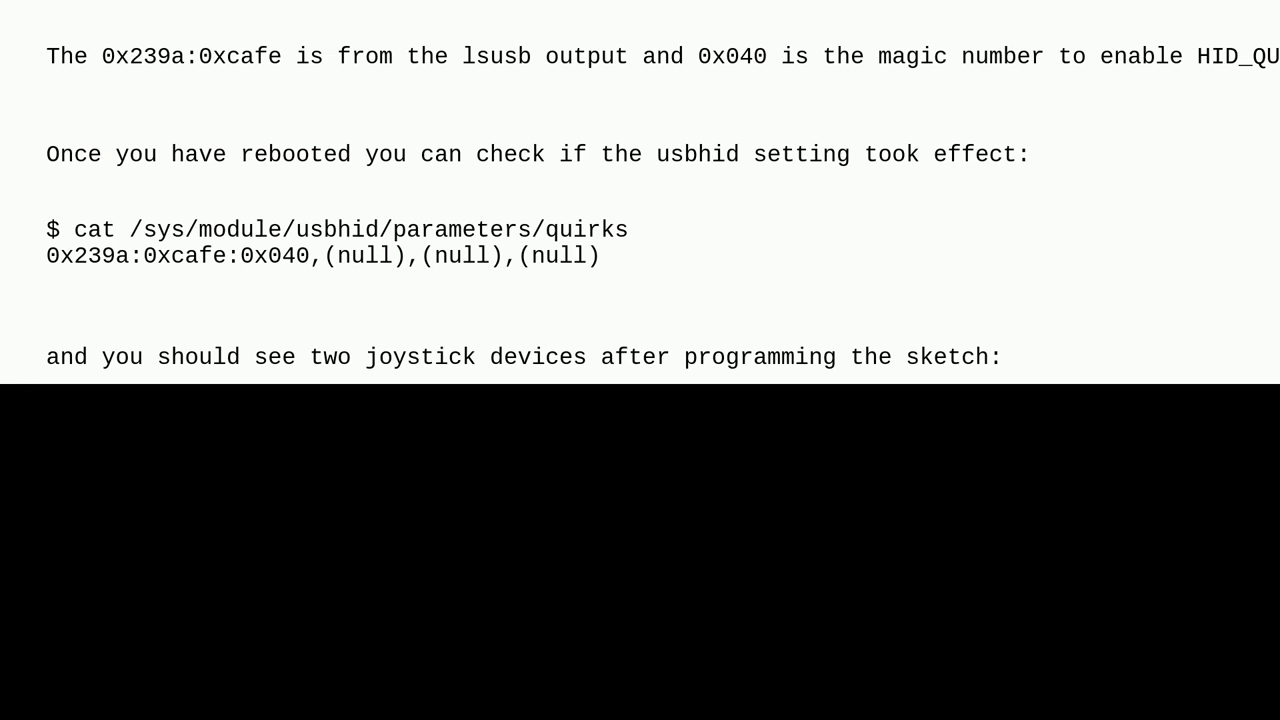 The 0x239a:0xcafe is from the lsusb output and 0x040 is the magic number to enable HID_QU
Once you have rebooted you can check if the usbhid setting took effect:
$ cat /sys/module/usbhid/parameters/quirks
0x239a:0xcafe:0x040,(null),(null),(null)
and you should see two joystick devices after programming the sketch: